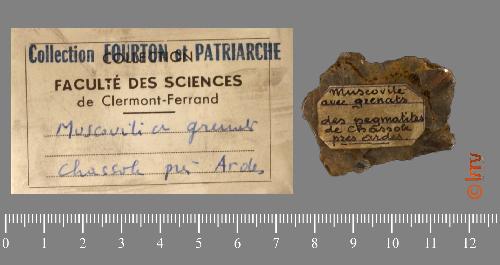 Collection FOURTON et PATRIARCHE
COLLECTION
FACULTÉ DES SCIENCES
de Clermont-Ferrand
Muscovite grenat
Chassole près Ardes
Muscovite
avec grenats
des pegmatites
de Chassole
près Ardes.
0 1 2 3 4 5 6 7 8 9 10 11 12